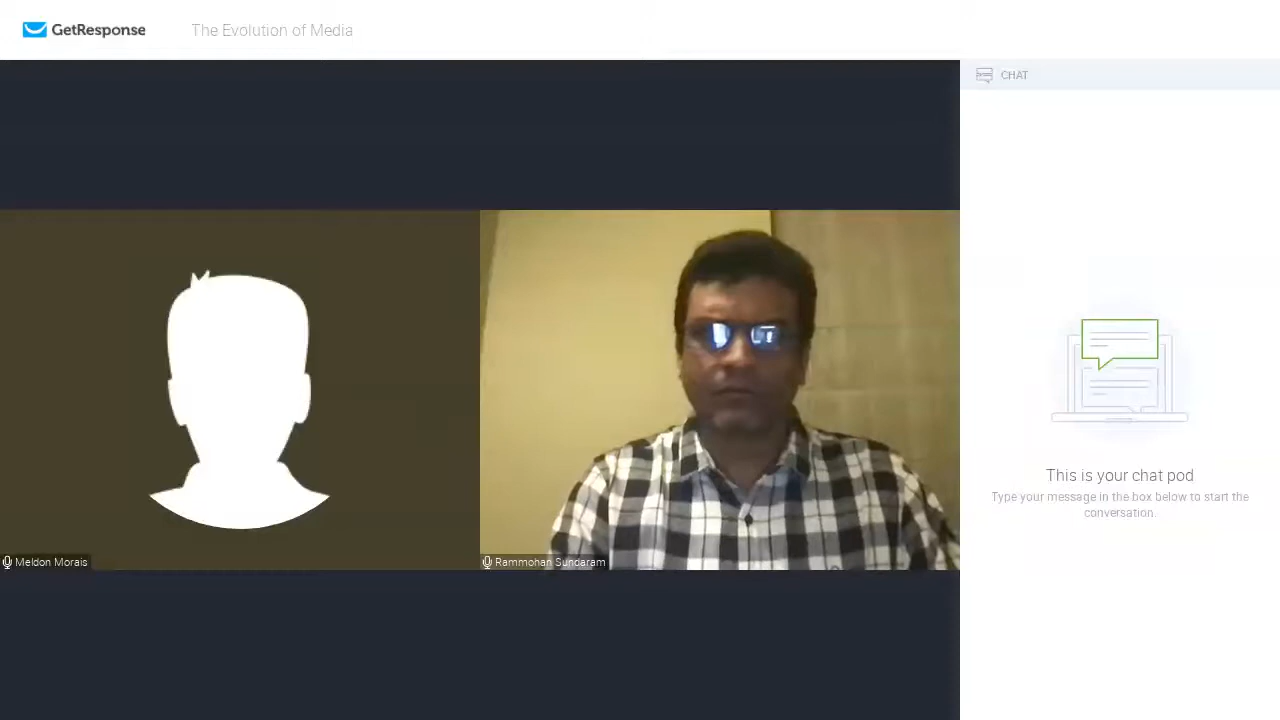 GetResponse
The Evolution of Media
CHAT
This is your chat pod
Type your message in the box below to start the
conversation.
Meldon Morais
Rammohan Sundaram